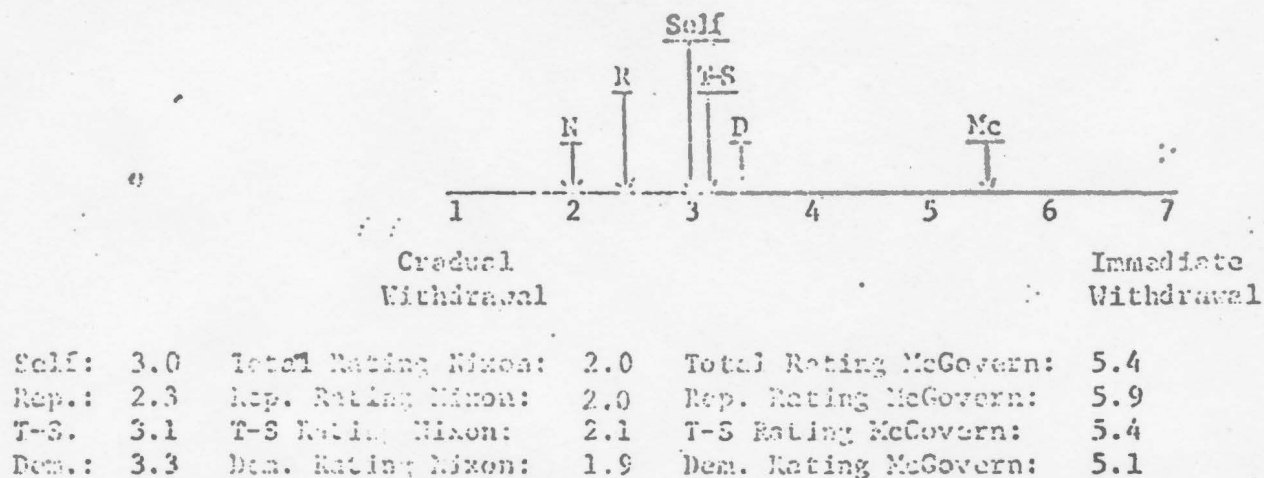 Self
R T-S
N D Mc
1 2 3 4 5 6 7
Gradual Immediate
Withdrawal Withdrawal
Self: 3.0 Total Rating Nixon: 2.0 Total Rating McGovern: 5.4
Rep.: 2.3 Rep. Rating Nixon: 2.0 Rep. Rating McGovern: 5.9
T-S. 3.1 T-S Rating Nixon: 2.1 T-S Rating McGovern: 5.4
Dem.: 3.3 Dem. Rating Nixon: 1.9 Dem. Rating McGovern: 5.1